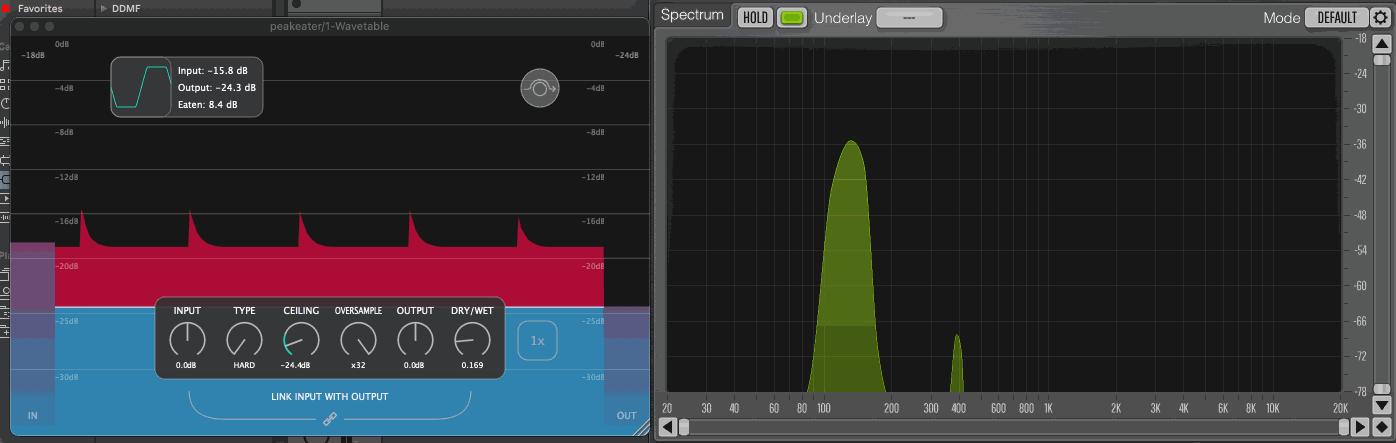 Favorites
DDMF
peakeater/1-Wavetable
0dB
0dB
-18dB
-24dB
Input: -15.8 dB
Output: -24.3 dB
Eaten: 8.4 dB
-4dB
-4dB
-8dB
-8dB
-12dB
-12dB
-16dB
-16dB
-20dB
-20dB
-25dB
-25dB
-30dB
-30dB
INPUT TYPE CEILING OVERSAMPLE OUTPUT DRY/WET
0.0dB HARD -24.4dB x32 0.0dB 0.169
1x
LINK INPUT WITH OUTPUT
IN
OUT
Spectrum HOLD Underlay --- Mode DEFAULT
-18
-24
-30
-36
-42
-48
-54
-60
-66
-72
-78
20 30 40 60 80 100 200 300 400 600 800 1K 2K 3K 4K 6K 8K 10K 20K